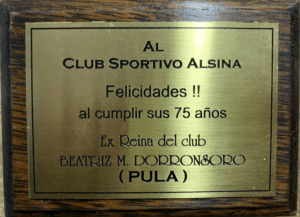 AL
CLUB SPORTIVO ALSINA
Felicidades !!
al cumplir sus 75 años
Ex Reina del club
BEATRIZ M. DORRONSORO
( PULA )